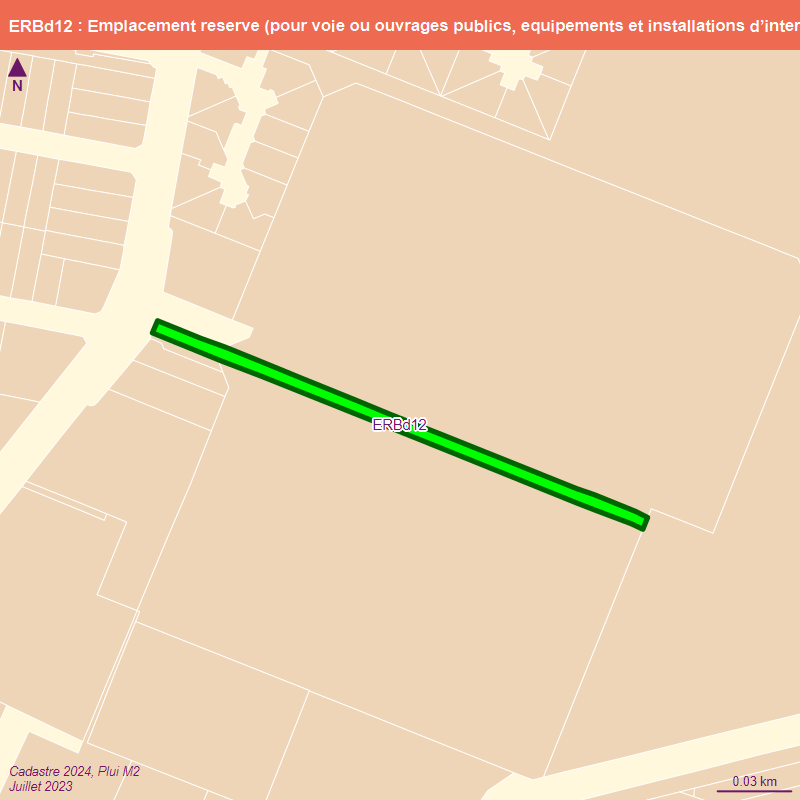 ERBd12 : Emplacement reserve (pour voie ou ouvrages publics, equipements et installations d’inter
N
ERBd12
Cadastre 2024, Plui M2
Juillet 2023
0.03 km